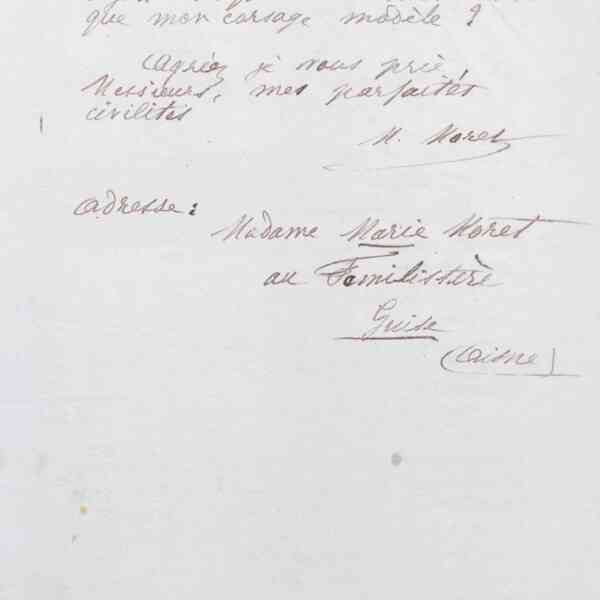 que mon corsage modèle ?
Agréez je vous prie,
Messieurs, mes parfaites
civilités
M. Moret
adresse :
Madame Marie Moret
au Familistère
Guise
(Aisne)